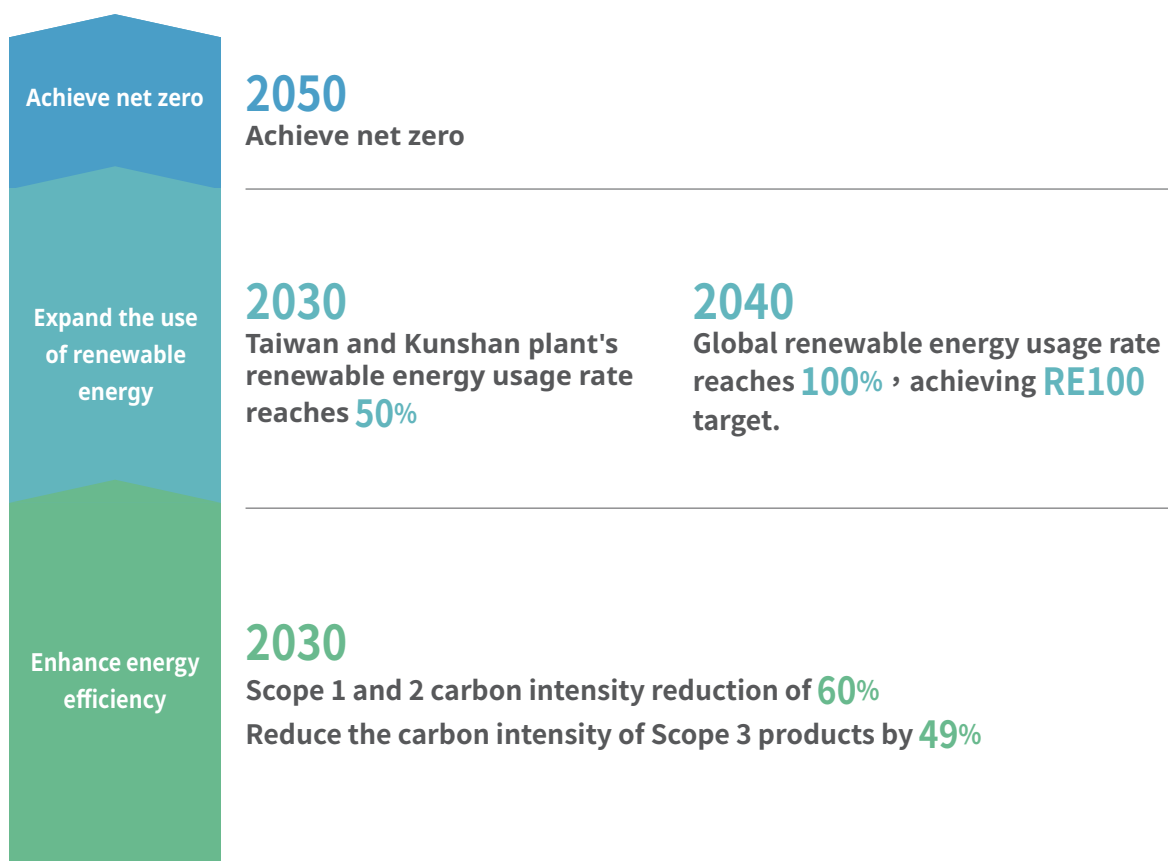 Achieve net zero
2050
Achieve net zero
Expand the use
of renewable
energy
2030
Taiwan and Kunshan plant's
renewable energy usage rate
reaches 50%
2040
Global renewable energy usage rate
reaches 100%，achieving RE100
target.
Enhance energy
efficiency
2030
Scope 1 and 2 carbon intensity reduction of 60%
Reduce the carbon intensity of Scope 3 products by 49%